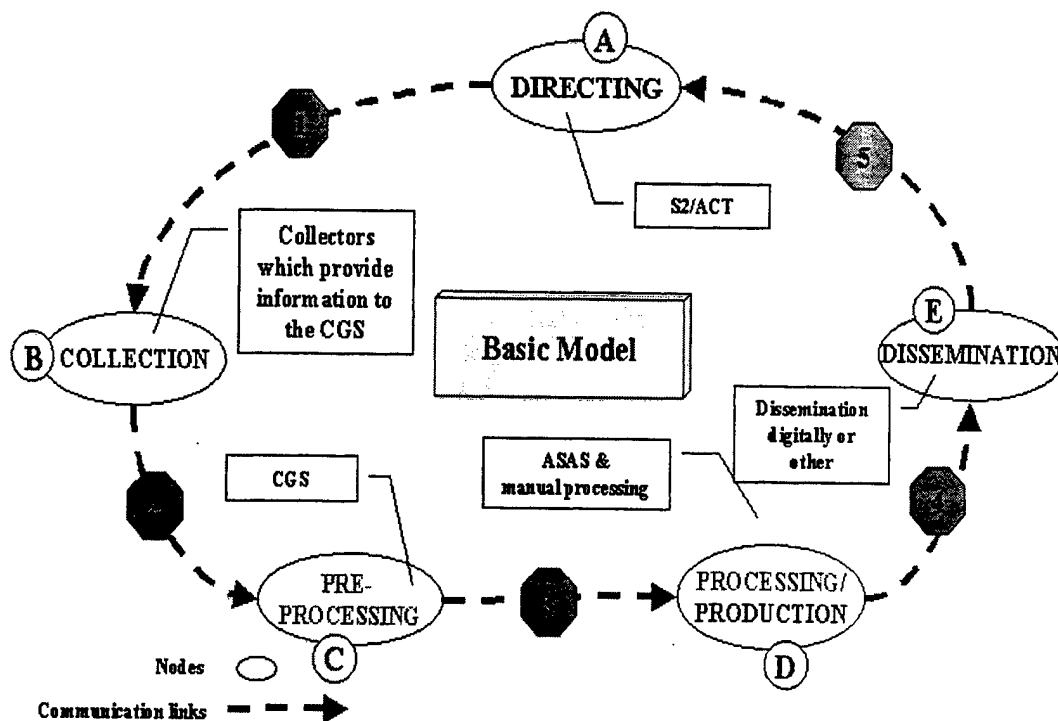 A
DIRECTING
1
5
S2/ACT
Collectors
which provide
information to
the CGS
E
B
COLLECTION
Basic Model
DISSEMINATION
Dissemination
digitally or
other
ASAS &
manual processing
CGS
PRE-
PROCESSING
C
PROCESSING/
PRODUCTION
D
Nodes
Communication links